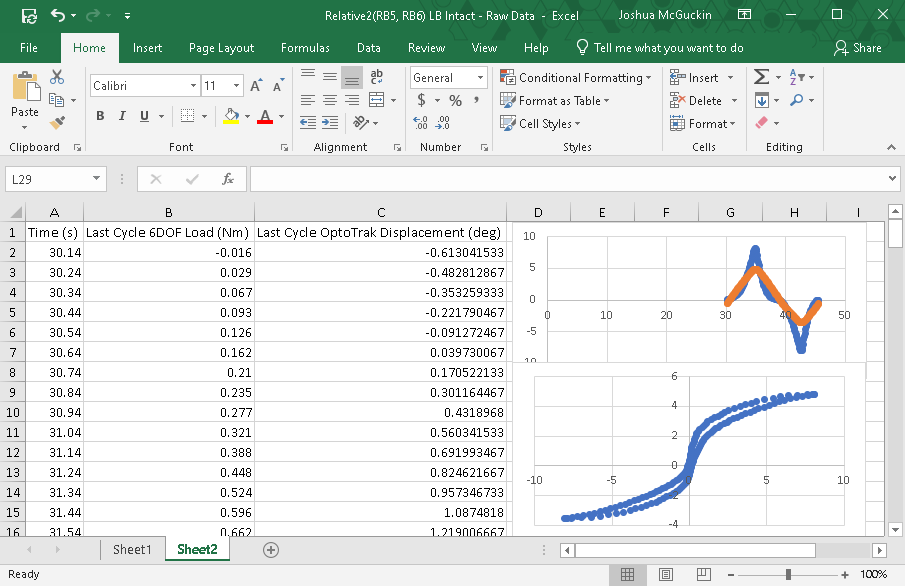 Relative2(RB5, RB6) LB Intact - Raw Data - Excel Joshua McGuckin
File Home Insert Page Layout Formulas Data Review View Help Tell me what you want to do Share
Paste Calibri 11 A A ab c General Conditional Formatting Insert Σ A Z
B I U A $ % , Format as Table Delete
.00 .00 Cell Styles Format
Clipboard Font Alignment Number Styles Cells Editing
L29 fx
A B C D E F G H I
1 Time (s) Last Cycle 6DOF Load (Nm) Last Cycle OptoTrak Displacement (deg)
2 30.14 -0.016 -0.613041533
3 30.24 0.029 -0.482812867
4 30.34 0.067 -0.353259333
5 30.44 0.093 -0.221790467
6 30.54 0.126 -0.091272467
7 30.64 0.162 0.039730067
8 30.74 0.21 0.170522133
9 30.84 0.235 0.301164467
10 30.94 0.277 0.4318968
11 31.04 0.321 0.560341533
12 31.14 0.388 0.691993467
13 31.24 0.448 0.824621667
14 31.34 0.524 0.957346733
15 31.44 0.596 1.0874818
16 31.54 0.662 1.219006667
10
5
0
0 10 20 30 40 50
-5
-10
6
4
2
0
-10 -5 0 5 10
-2
-4
Sheet1 Sheet2
Ready 100%